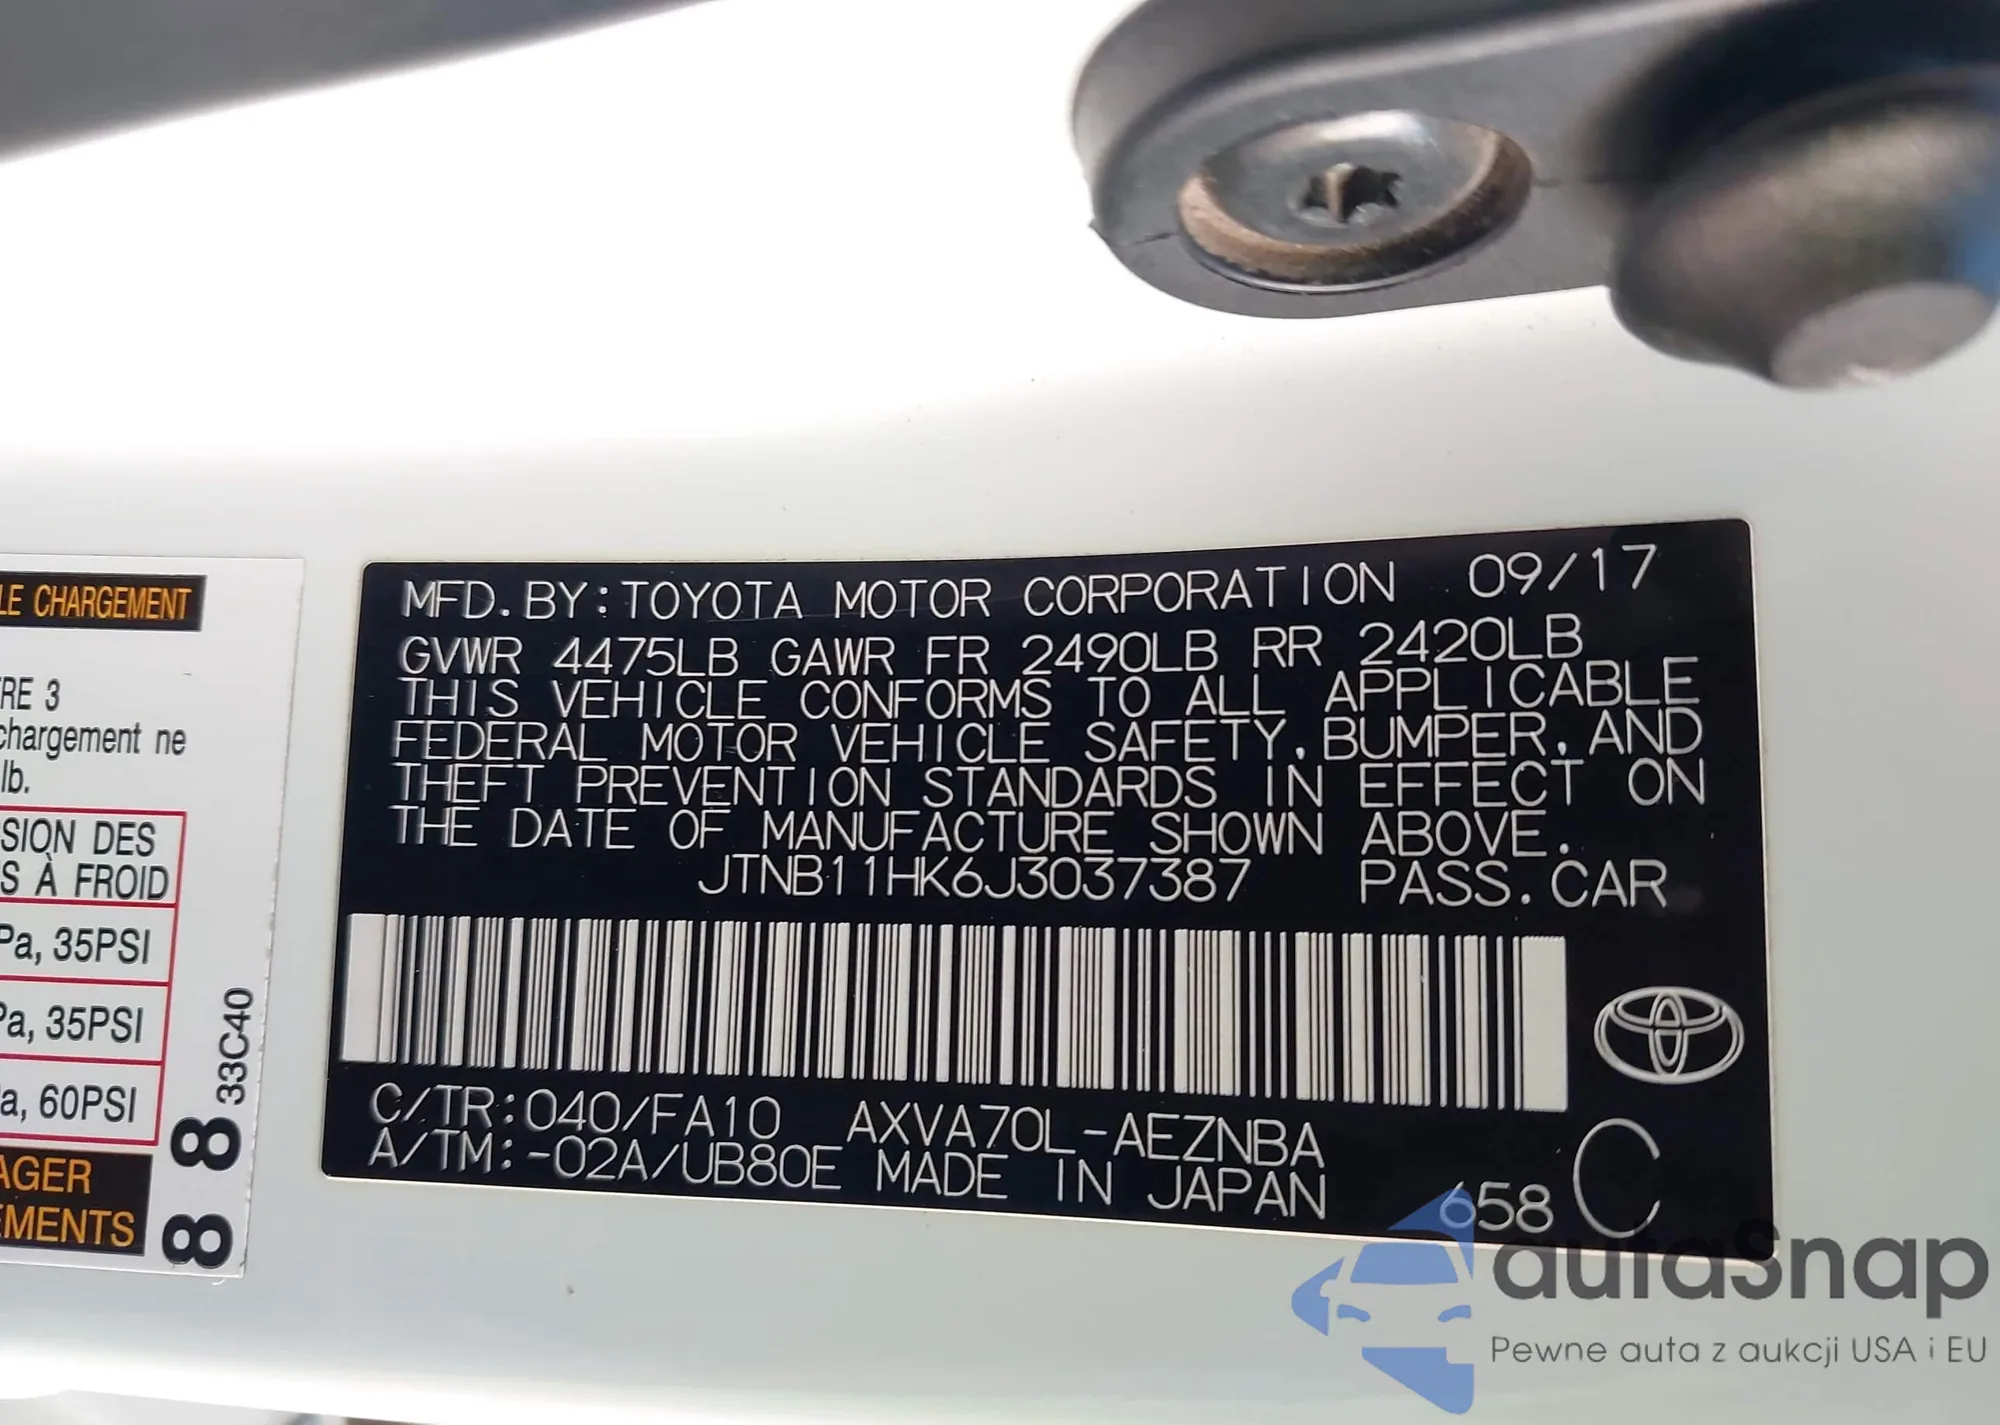 LE CHARGEMENT
RE 3
chargement ne
lb.
SION DES
S À FROID
Pa, 35PSI
Pa, 35PSI
a, 60PSI
AGER
EMENTS
8 8
33C40
MFD.BY:TOYOTA MOTOR CORPORATION 09/17
GVWR 4475LB GAWR FR 2490LB RR 2420LB
THIS VEHICLE CONFORMS TO ALL APPLICABLE
FEDERAL MOTOR VEHICLE SAFETY,BUMPER,AND
THEFT PREVENTION STANDARDS IN EFFECT ON
THE DATE OF MANUFACTURE SHOWN ABOVE.
JTNB11HK6J3037387 PASS.CAR
C/TR:040/FA10 AXVA70L-AEZNBA
A/TM:-02A/UB80E MADE IN JAPAN 658 C
autaSnap
Pewne auta z aukcji USA i EU